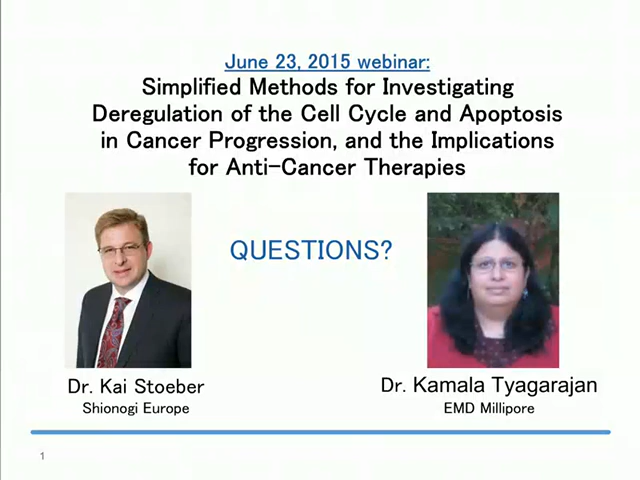 June 23, 2015 webinar:
Simplified Methods for Investigating
Deregulation of the Cell Cycle and Apoptosis
in Cancer Progression, and the Implications
for Anti-Cancer Therapies
QUESTIONS?
Dr. Kai Stoeber
Shionogi Europe
Dr. Kamala Tyagarajan
EMD Millipore
1